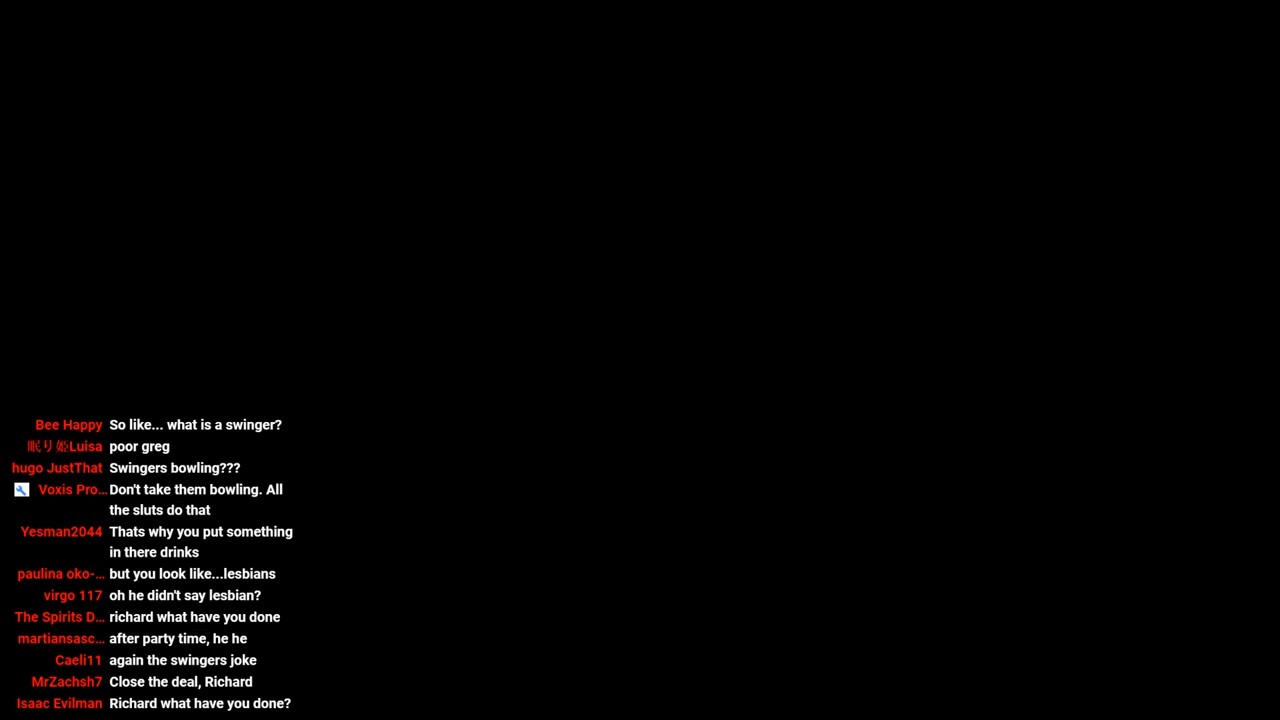 Bee Happy So like... what is a swinger?
眠り姫Luisa poor greg
hugo JustThat Swingers bowling???
Voxis Pro... Don't take them bowling. All
the sluts do that
Yesman2044 Thats why you put something
in there drinks
paulina oko-... but you look like...lesbians
virgo 117 oh he didn't say lesbian?
The Spirits D... richard what have you done
martiansasc... after party time, he he
Caeli11 again the swingers joke
MrZachsh7 Close the deal, Richard
Isaac Evilman Richard what have you done?